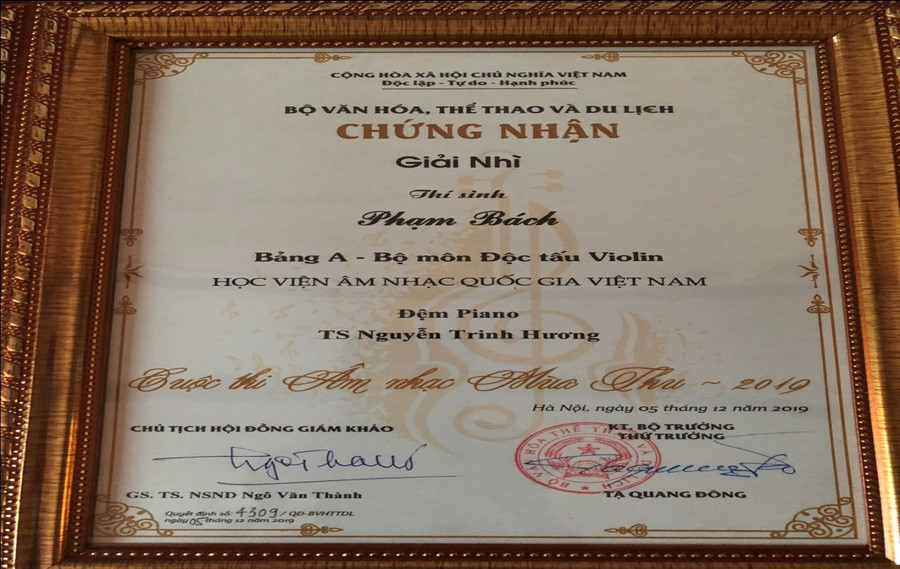 CỘNG HÒA XÃ HỘI CHỦ NGHĨA VIỆT NAM
Độc lập - Tự do - Hạnh phúc
BỘ VĂN HÓA, THỂ THAO VÀ DU LỊCH
CHỨNG NHẬN
Giải Nhì
Thí sinh
Phạm Bách
Bảng A - Bộ môn Độc tấu Violin
HỌC VIỆN ÂM NHẠC QUỐC GIA VIỆT NAM
Đệm Piano
TS Nguyễn Trinh Hương
Cuộc thi Âm nhạc Mùa Thu ~ 2019
Hà Nội, ngày 05 tháng 12 năm 2019
CHỦ TỊCH HỘI ĐỒNG GIÁM KHẢO
KT. BỘ TRƯỞNG
THỨ TRƯỞNG
GS. TS. NSND Ngô Văn Thành
TẠ QUANG ĐÔNG
Quyết định số: 4309/QĐ-BVHTTDL
ngày 05 tháng 12 năm 2019